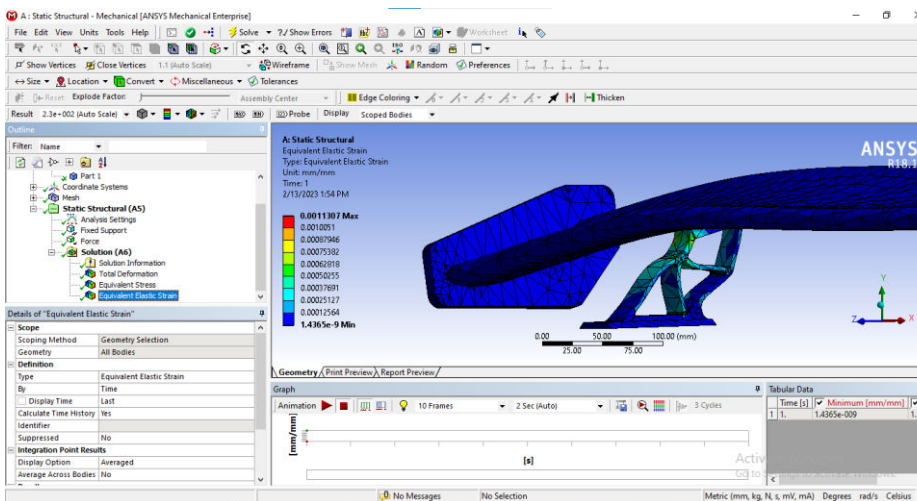 A : Static Structural - Mechanical [ANSYS Mechanical Enterprise]
File Edit View Units Tools Help Solve ?/ Show Errors Worksheet
Show Vertices Close Vertices 1.1 (Auto Scale) Wireframe Show Mesh Random Preferences
Size Location Convert Miscellaneous Tolerances
Reset Explode Factor: Assembly Center Edge Coloring Thicken
Result 2.3e+002 (Auto Scale) Probe Display Scoped Bodies
Outline
Filter: Name
Part 1
Coordinate Systems
Mesh
Static Structural (A5)
Analysis Settings
Fixed Support
Force
Solution (A6)
Solution Information
Total Deformation
Equivalent Stress
Equivalent Elastic Strain
Details of "Equivalent Elastic Strain"
Scope
Scoping Method Geometry Selection
Geometry All Bodies
Definition
Type Equivalent Elastic Strain
By Time
Display Time Last
Calculate Time History Yes
Identifier
Suppressed No
Integration Point Results
Display Option Averaged
Average Across Bodies No
A: Static Structural
Equivalent Elastic Strain
Type: Equivalent Elastic Strain
Unit: mm/mm
Time: 1
2/13/2023 1:54 PM
0.0011307 Max
0.0010051
0.00087946
0.00075382
0.00062818
0.00050255
0.00037691
0.00025127
0.00012564
1.4365e-9 Min
ANSYS
R18.1
0.00 50.00 100.00 (mm)
25.00 75.00
Y
Z X
Geometry Print Preview Report Preview
Graph
Animation 10 Frames 2 Sec (Auto) 3 Cycles
[mm/mm]
[s]
Tabular Data
Time [s] Minimum [mm/mm]
1 1. 1.4365e-009 1.
No Messages No Selection Metric (mm, kg, N, s, mV, mA) Degrees rad/s Celsius